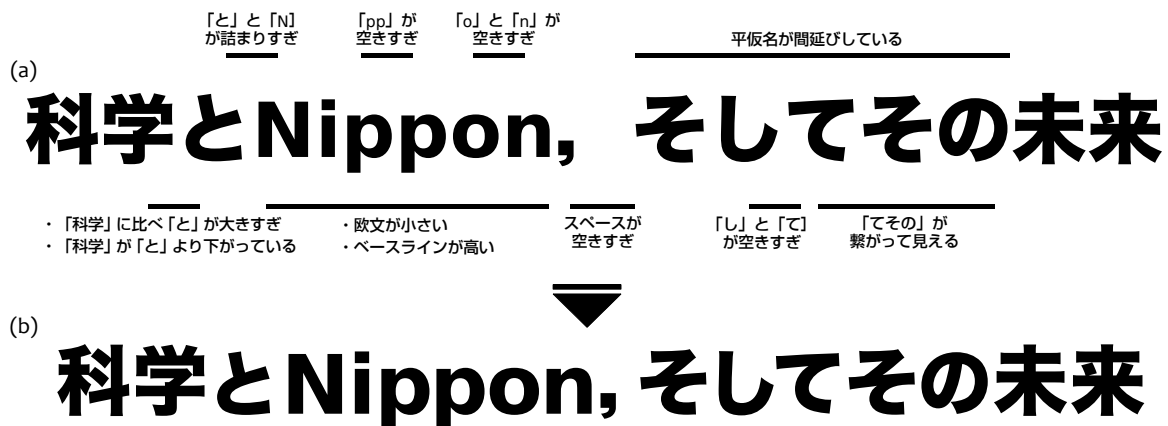 「と」と「N」
が詰まりすぎ
「pp」が
空きすぎ
「o」と「n」が
空きすぎ
平仮名が間延びしている
(a)
科学とNippon, そしてその未来
・「科学」に比べ「と」が大きすぎ
・「科学」が「と」より下がっている
・欧文が小さい
・ベースラインが高い
スペースが
空きすぎ
「し」と「て」
が空きすぎ
「てその」が
繋がって見える
(b)
科学とNippon, そしてその未来